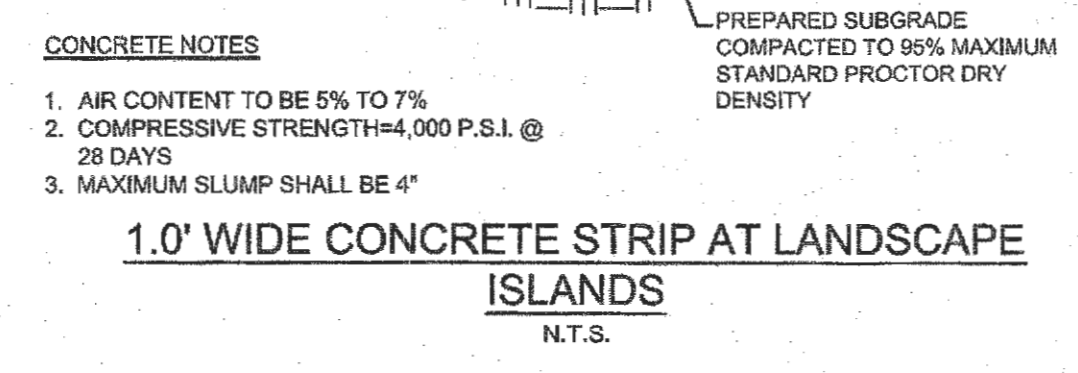 PREPARED SUBGRADE
COMPACTED TO 95% MAXIMUM
STANDARD PROCTOR DRY
DENSITY
CONCRETE NOTES
1. AIR CONTENT TO BE 5% TO 7%
2. COMPRESSIVE STRENGTH=4,000 P.S.I. @
28 DAYS
3. MAXIMUM SLUMP SHALL BE 4"
1.0' WIDE CONCRETE STRIP AT LANDSCAPE
ISLANDS
N.T.S.